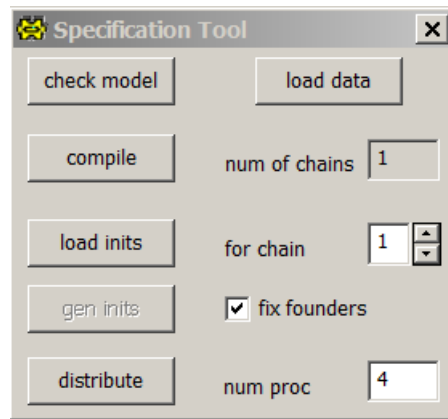 Specification Tool
check model load data
compile num of chains 1
load inits for chain 1
gen inits fix founders
distribute num proc 4